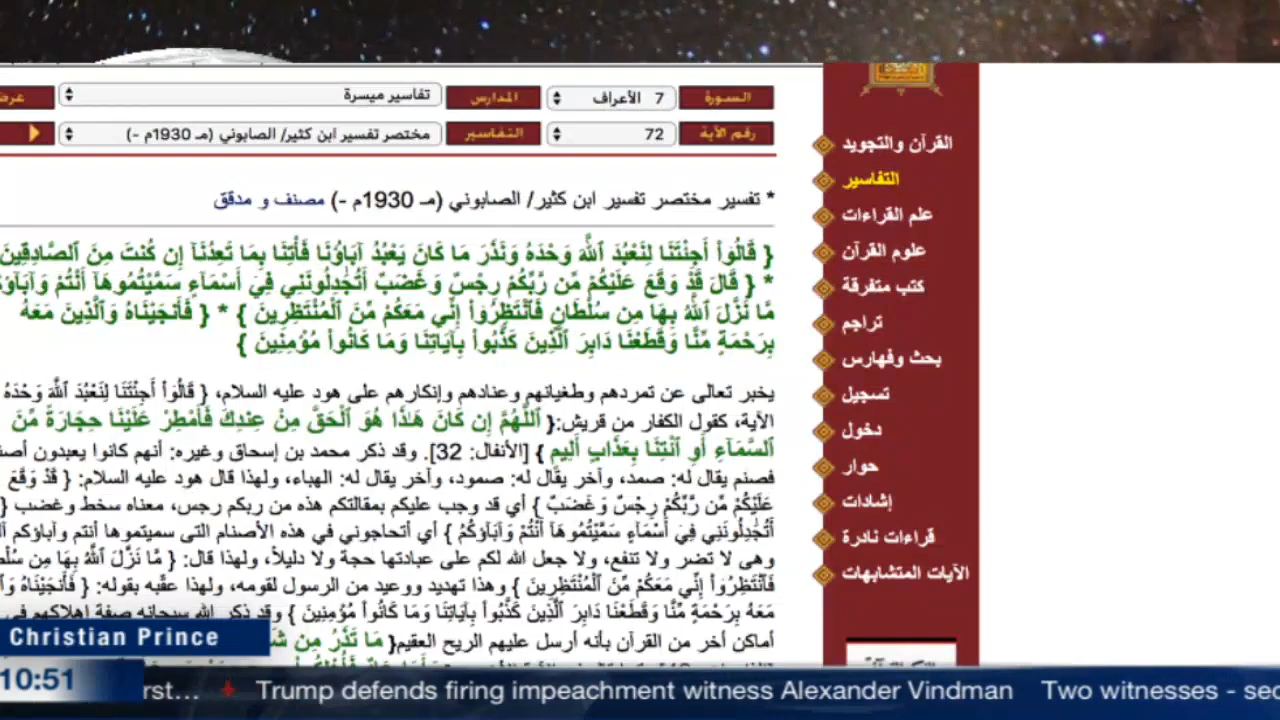 السورة
7 الأعراف
المدارس
تفاسير ميسرة
رقم الآية
72
التفاسير
مختصر تفسير ابن كثير/ الصابوني (مـ 1930م -)
* تفسير مختصر تفسير ابن كثير/ الصابوني (مـ 1930م -) مصنف و مدقق
{ قَالُوۤاْ أَجِئْتَنَا لِنَعْبُدَ ٱللَّهَ وَحْدَهُ وَنَذَرَ مَا كَانَ يَعْبُدُ آبَاؤُنَا فَأْتِنَا بِمَا تَعِدُنَآ إِن كُنتَ مِنَ ٱلصَّادِقِينَ
* { قَالَ قَدْ وَقَعَ عَلَيْكُمْ مِّن رَّبِّكُمْ رِجْسٌ وَغَضَبٌ أَتُجَٰدِلُونَنِي فِيۤ أَسْمَآءٍ سَمَّيْتُمُوهَآ أَنْتُمْ وَآبَآؤ
مَّا نَزَّلَ ٱللَّهُ بِهَا مِن سُلْطَانٍ فَٱنْتَظِرُوۤاْ إِنِّي مَعَكُمْ مِّنَ ٱلْمُنْتَظِرِينَ } * { فَأَنجَيْنَاهُ وَٱلَّذِينَ مَعَهُ
بِرَحْمَةٍ مِّنَّا وَقَطَعْنَا دَابِرَ ٱلَّذِينَ كَذَّبُواْ بِآيَاتِنَا وَمَا كَانُواْ مُؤْمِنِينَ }
يخبر تعالى عن تمردهم وطغيانهم وعنادهم وإنكارهم على هود عليه السلام، { قَالُوۤاْ أَجِئْتَنَا لِنَعْبُدَ ٱللَّهَ وَحْدَهُ
الآية، كقول الكفار من قريش:{ ٱللَّهُمَّ إِن كَانَ هَـٰذَا هُوَ ٱلْحَقَّ مِنْ عِندِكَ فَأَمْطِرْ عَلَيْنَا حِجَارَةً مِّنَ
ٱلسَّمَآءِ أَوِ ٱئْتِنَا بِعَذَابٍ أَلِيمٍ } [الأنفال: 32]. وقد ذكر محمد بن إسحاق وغيره: أنهم كانوا يعبدون
فصنم يقال له: صمد، وآخر يقال له: صمود، وآخر يقال له: الهباء، ولهذا قال هود عليه السلام: { قَدْ وَقَعَ
عَلَيْكُمْ مِّن رَّبِّكُمْ رِجْسٌ وَغَضَبٌ } أي قد وجب عليكم بمقالتكم هذه من ربكم رجس، معناه سخط وغضب {
أَتُجَٰدِلُونَنِي فِيۤ أَسْمَآءٍ سَمَّيْتُمُوهَآ أَنْتُمْ وَآبَآؤكُمُ } أي أتحاجوني في هذه الأصنام التى سميتموها أنتم وآباؤكم
وهى لا تضر ولا تنفع، ولا جعل الله لكم على عبادتها حجة ولا دليلاً، ولهذا قال: { مَّا نَزَّلَ ٱللَّهُ بِهَا مِن
فَٱنْتَظِرُوۤاْ إِنِّي مَعَكُمْ مِّنَ ٱلْمُنْتَظِرِينَ } وهذا تهديد ووعيد من الرسول لقومه، ولهذا عقّبه بقوله: { فَأَنجَيْنَاهُ
مَعَهُ بِرَحْمَةٍ مِّنَّا وَقَطَعْنَا دَابِرَ ٱلَّذِينَ كَذَّبُواْ بِآيَاتِنَا وَمَا كَانُواْ مُؤْمِنِينَ } وقد ذكر الله سبحانه صفة إهلاكهم في
أماكن أخر من القرآن بأنه أرسل عليهم الريح العقيم{ مَا تَذَرُ مِن
القرآن والتجويد
التفاسير
علم القراءات
علوم القرآن
كتب متفرقة
تراجم
بحث وفهارس
تسجيل
دخول
حوار
إشادات
قراءات نادرة
الآيات المتشابهات
Christian Prince
10:51
rst... Trump defends firing impeachment witness Alexander Vindman Two witnesses - sec